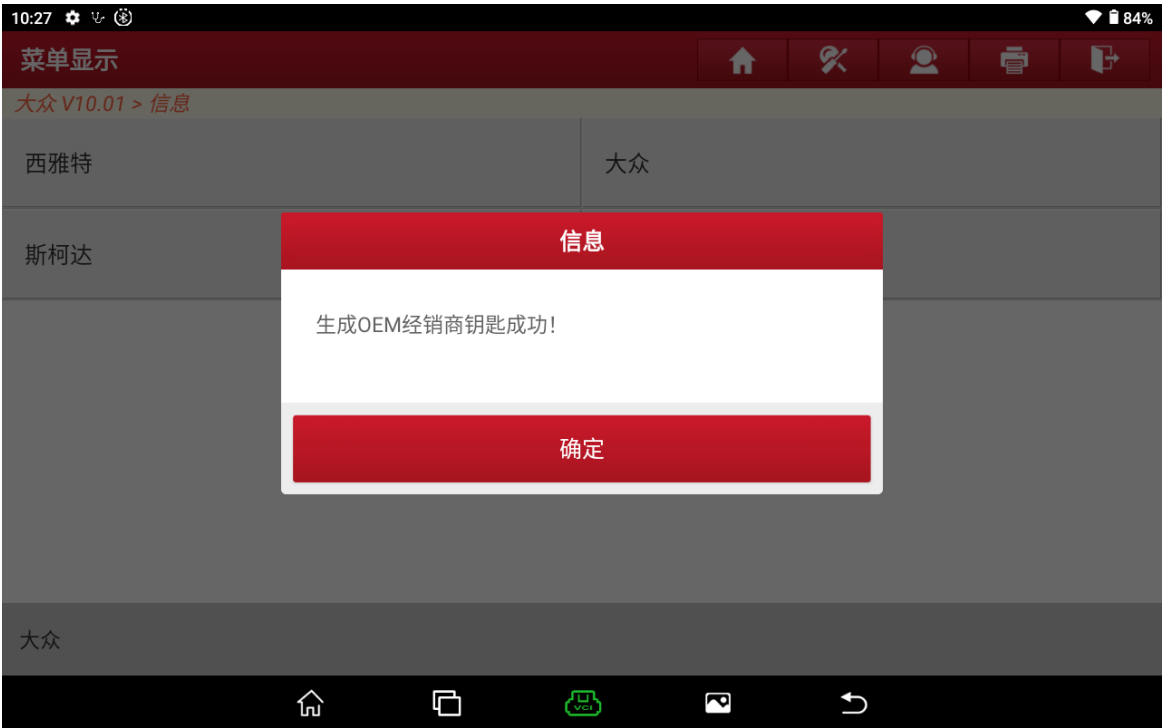 10:27
84%
菜单显示
大众 V10.01 > 信息
西雅特
大众
斯柯达
信息
生成OEM经销商钥匙成功！
确定
大众
VCI